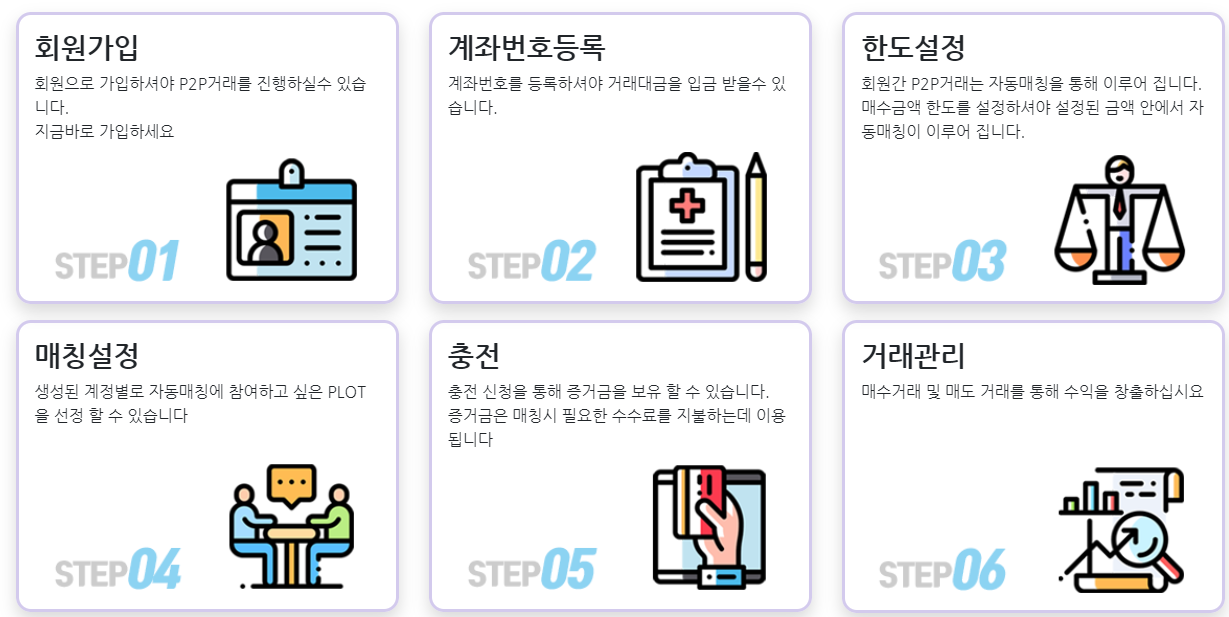 회원가입
회원으로 가입하셔야 P2P거래를 진행하실수 있습
니다.
지금바로 가입하세요
STEP01
계좌번호등록
계좌번호를 등록하셔야 거래대금을 입금 받을수 있
습니다.
STEP02
한도설정
회원간 P2P거래는 자동매칭을 통해 이루어 집니다.
매수금액 한도를 설정하셔야 설정된 금액 안에서 자
동매칭이 이루어 집니다.
STEP03
매칭설정
생성된 계정별로 자동매칭에 참여하고 싶은 PLOT
을 선정 할 수 있습니다
STEP04
충전
충전 신청을 통해 증거금을 보유 할 수 있습니다.
증거금은 매칭시 필요한 수수료를 지불하는데 이용
됩니다
STEP05
거래관리
매수거래 및 매도 거래를 통해 수익을 창출하십시요
STEP06